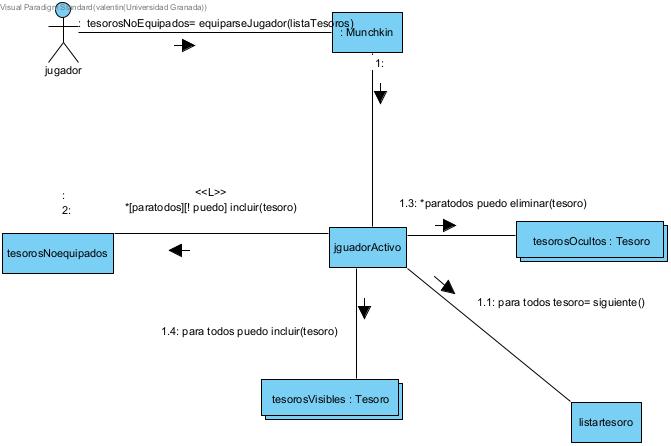 Visual Paradigm Standard(valentin(Universidad Granada))
: tesorosNoEquipados= equiparseJugador(listaTesoros)
: Munchkin
jugador
1:
<<L>>
:
2:
*[paratodos][! puedo] incluir(tesoro)
1.3: *paratodos puedo eliminar(tesoro)
tesorosNoequipados
jguadorActivo
tesorosOcultos : Tesoro
1.1: para todos tesoro= siguiente()
1.4: para todos puedo incluir(tesoro)
tesorosVisibles : Tesoro
listartesoro